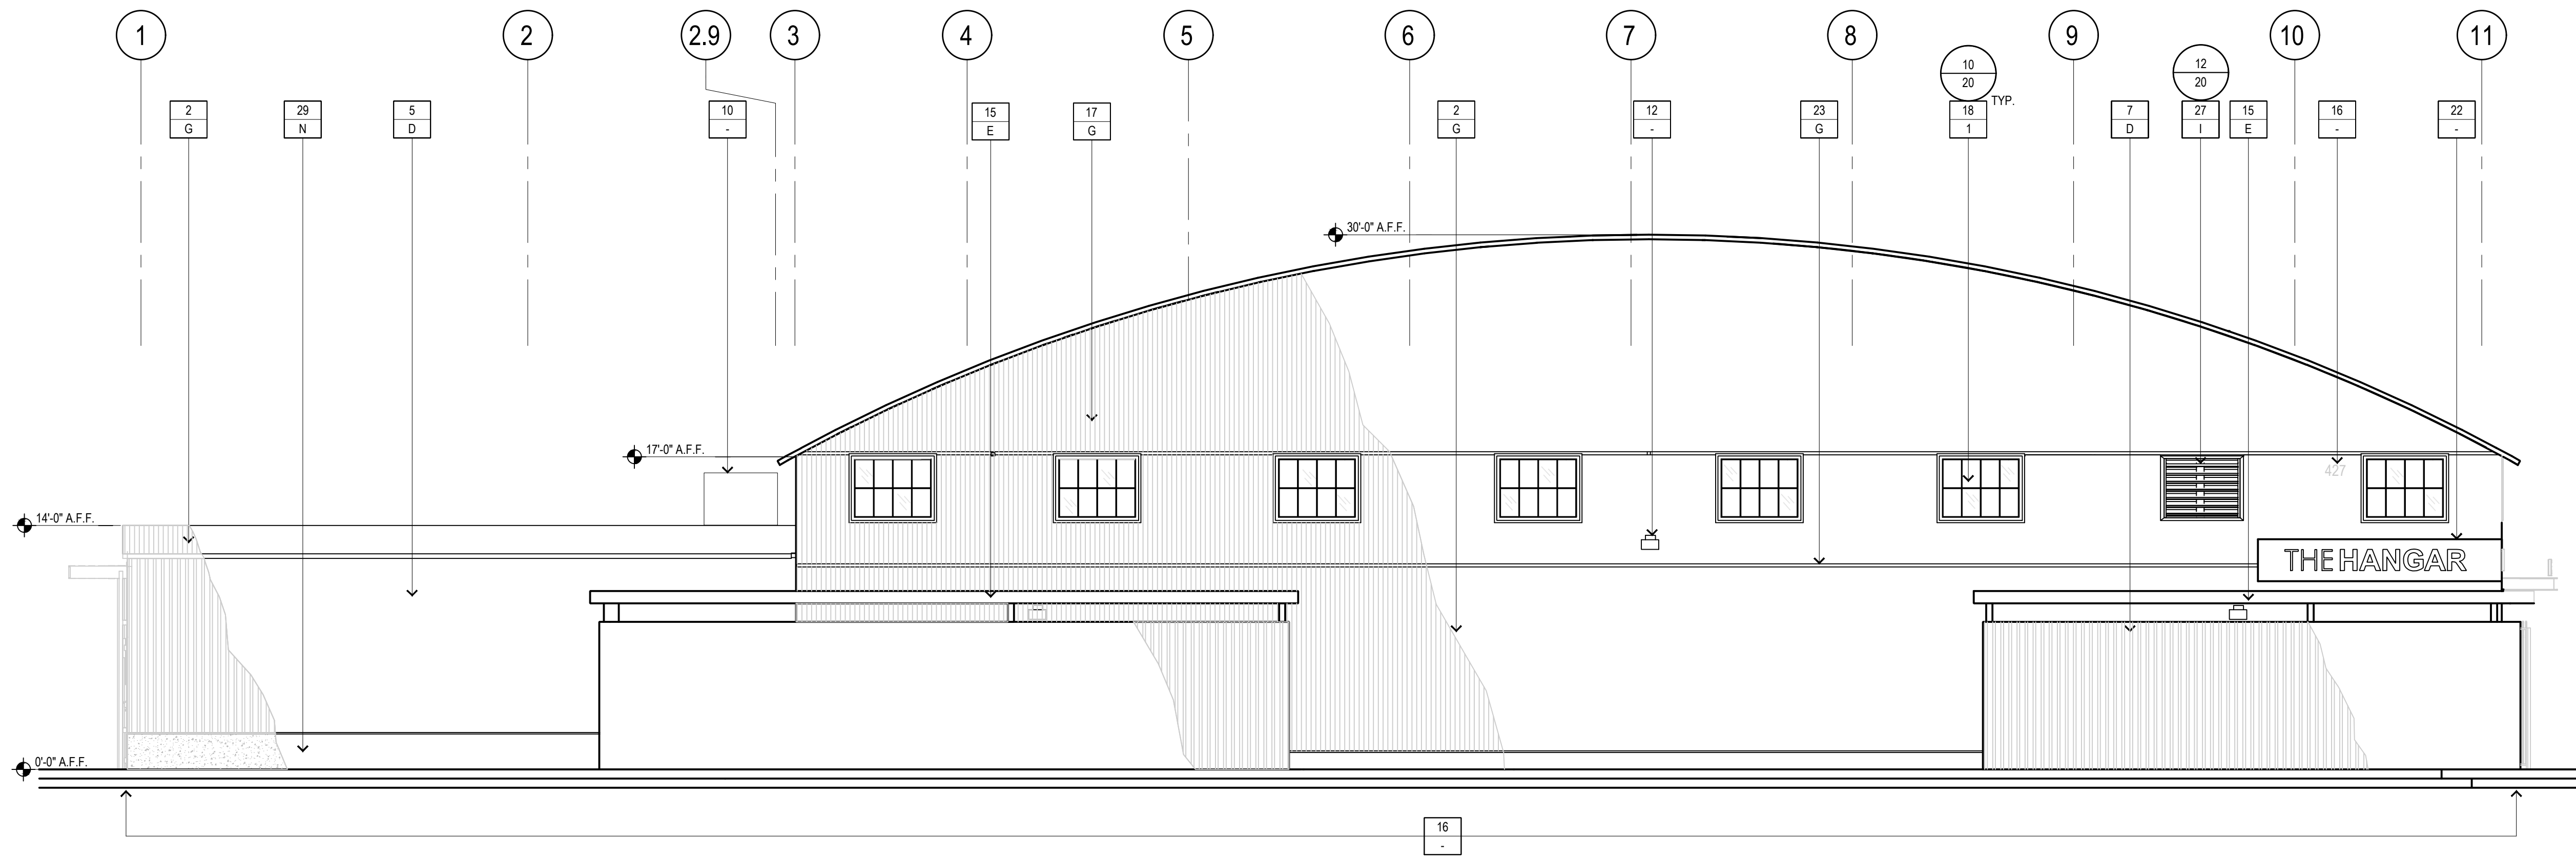 1 2 2.9 3 4 5 6 7 8 9 10 11
10 12
20 20
TYP.
2 29 5 10 15 17 2 12 23 18 7 27 15 16 22
G N D - E G G - G 1 D I E - -
30'-0" A.F.F.
17'-0" A.F.F.
427
14'-0" A.F.F.
THE HANGAR
0'-0" A.F.F.
16
-